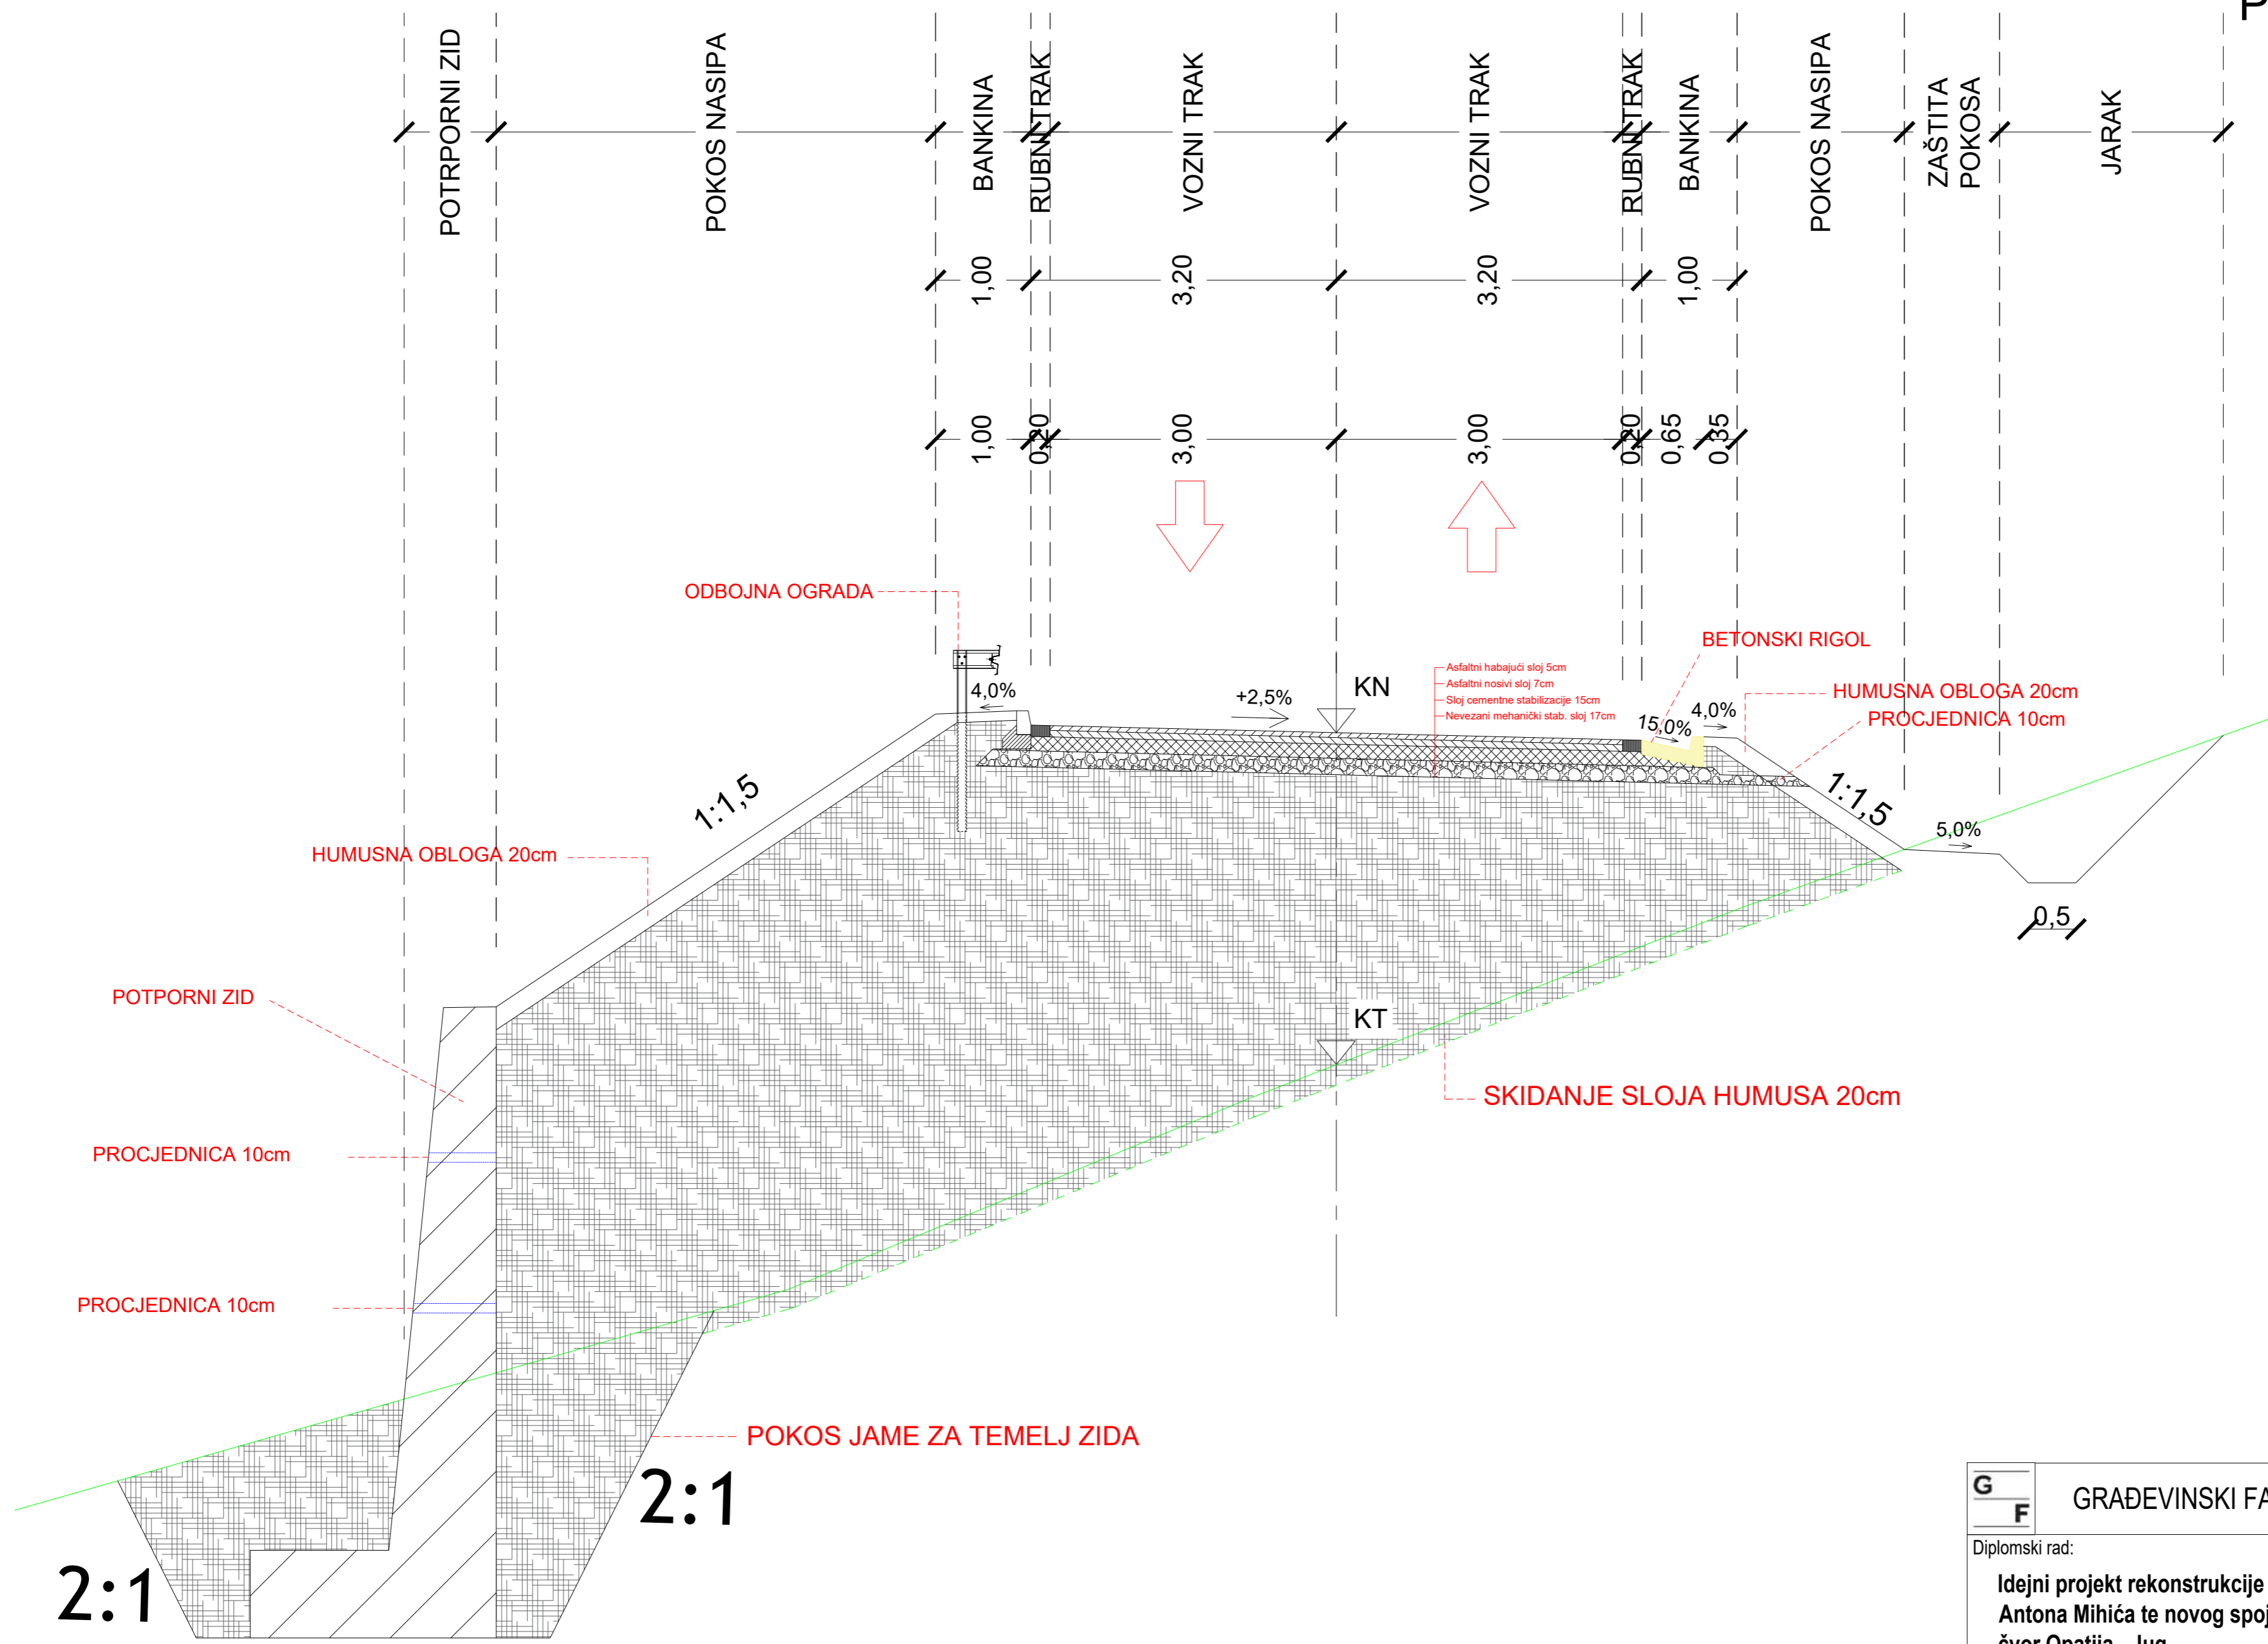 P
POTRPORNI ZID
POKOS NASIPA
BANKINA
RUBNI TRAK
VOZNI TRAK
VOZNI TRAK
RUBNI TRAK
BANKINA
POKOS NASIPA
ZAŠTITA
POKOSA
JARAK
1,00
3,20
3,20
1,00
1,00
0,20
3,00
3,00
0,20
0,65
0,35
ODBOJNA OGRADA
BETONSKI RIGOL
Asfaltni habajući sloj 5cm
Asfaltni nosivi sloj 7cm
Sloj cementne stabilizacije 15cm
Nevezani mehanički stab. sloj 17cm
4,0%
+2,5%
KN
15,0%
4,0%
HUMUSNA OBLOGA 20cm
PROCJEDNICA 10cm
1:1,5
1:1,5
5,0%
HUMUSNA OBLOGA 20cm
0,5
POTPORNI ZID
KT
SKIDANJE SLOJA HUMUSA 20cm
PROCJEDNICA 10cm
PROCJEDNICA 10cm
POKOS JAME ZA TEMELJ ZIDA
2:1
2:1
G
F
GRAĐEVINSKI FA
Diplomski rad:
Idejni projekt rekonstrukcije
Antona Mihića te novog spoj
čvor Opatija - Jug